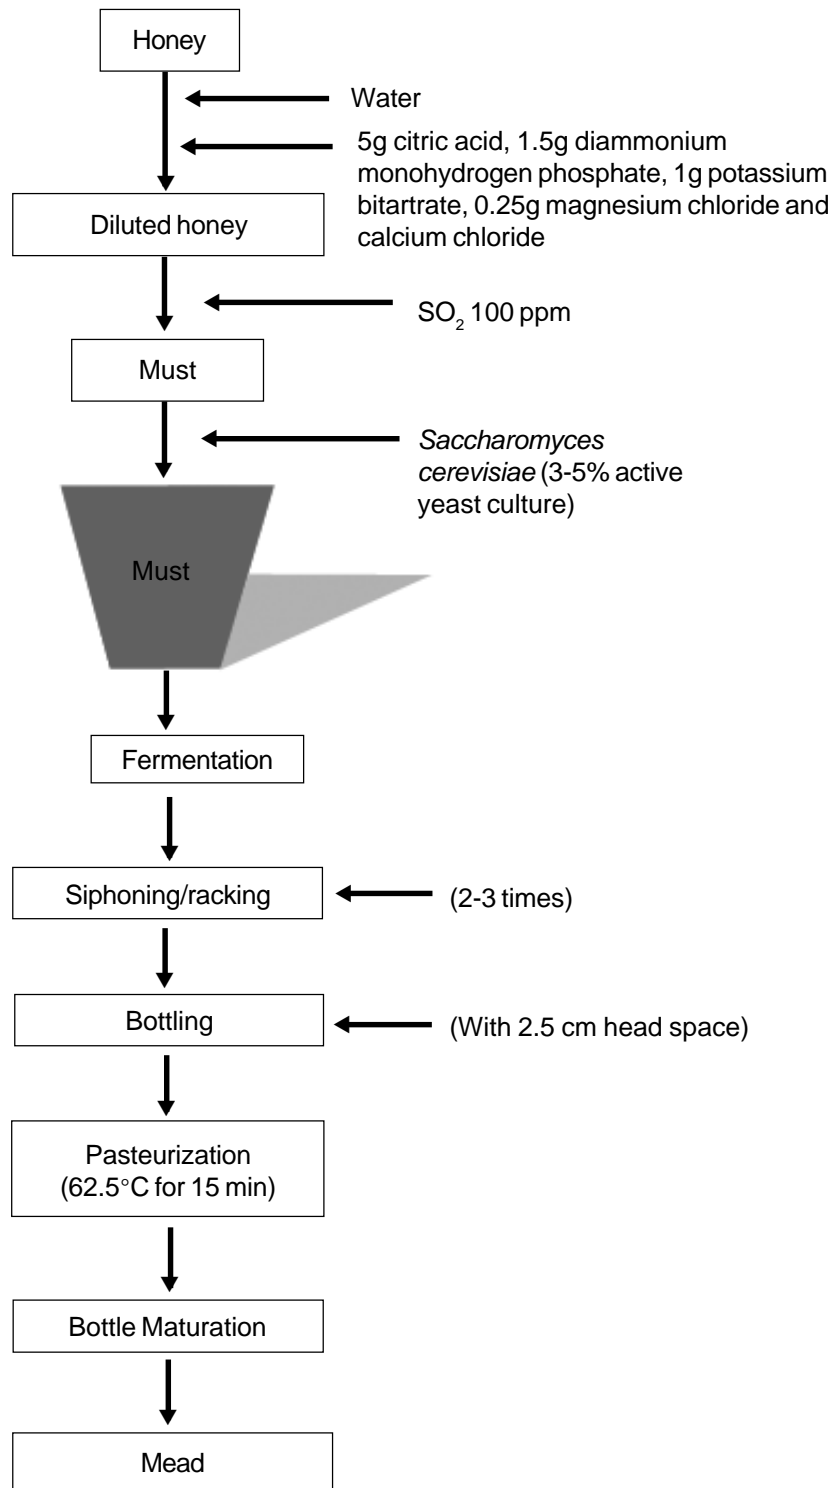 Honey
Water
5g citric acid, 1.5g diammonium
monohydrogen phosphate, 1g potassium
bitartrate, 0.25g magnesium chloride and
calcium chloride
Diluted honey
SO₂ 100 ppm
Must
Saccharomyces
cerevisiae (3-5% active
yeast culture)
Must
Fermentation
Siphoning/racking
(2-3 times)
Bottling
(With 2.5 cm head space)
Pasteurization
(62.5°C for 15 min)
Bottle Maturation
Mead